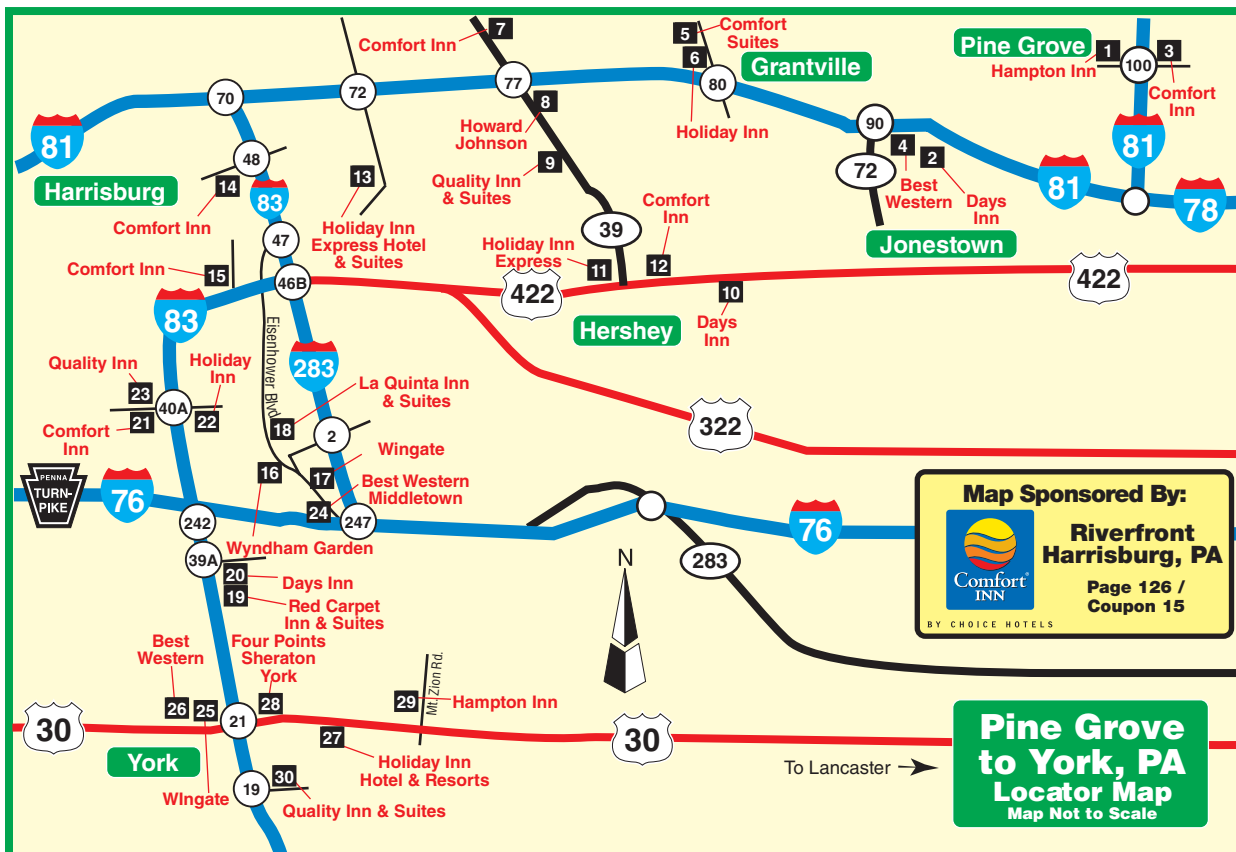 7
Comfort Inn
5
Comfort
Suites
6
Grantville
Holiday Inn
Pine Grove
1
Hampton Inn
100
3
Comfort
Inn
70
72
77
80
90
81
81
81
78
8
Howard
Johnson
9
Quality Inn
& Suites
4
Best
Western
2
Days
Inn
72
Jonestown
48
14
Harrisburg
83
Comfort Inn
13
Holiday Inn
Express Hotel
& Suites
39
Holiday Inn
Express
11
Comfort
Inn
12
47
Comfort Inn
15
46B
422
422
10
Days
Inn
Hershey
83
Eisenhower Blvd
283
Quality Inn
23
Holiday
Inn
40A
21
22
Comfort
Inn
La Quinta Inn
& Suites
18
2
322
Wingate
17
16
Best Western
Middletown
24
PENNA
TURN-
PIKE
76
242
247
Wyndham Garden
76
283
39A
20
Days Inn
19
Red Carpet
Inn & Suites
Map Sponsored By:
Comfort
INN
BY CHOICE HOTELS
Riverfront
Harrisburg, PA
Page 126 /
Coupon 15
N
Best
Western
26
25
Four Points
Sheraton
York
28
29
Mt. Zion Rd.
Hampton Inn
30
21
27
Holiday Inn
Hotel & Resorts
30
York
WIngate
19
30
Quality Inn & Suites
To Lancaster
Pine Grove
to York, PA
Locator Map
Map Not to Scale